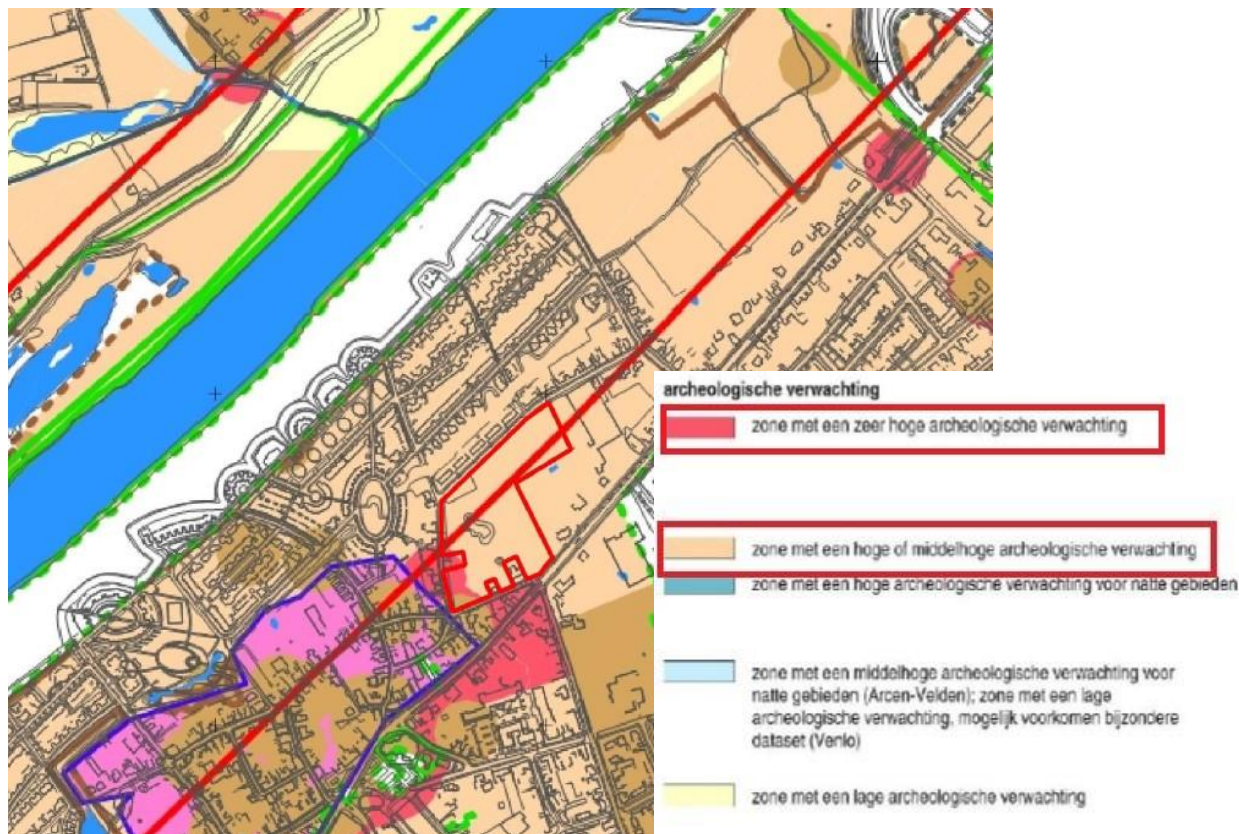 archeologische verwachting
zone met een zeer hoge archeologische verwachting
zone met een hoge of middelhoge archeologische verwachting
zone met een hoge archeologische verwachting voor natte gebieden
zone met een middelhoge archeologische verwachting voor
natte gebieden (Arcen-Velden); zone met een lage
archeologische verwachting, mogelijk voorkomen bijzondere
dataset (Venlo)
zone met een lage archeologische verwachting